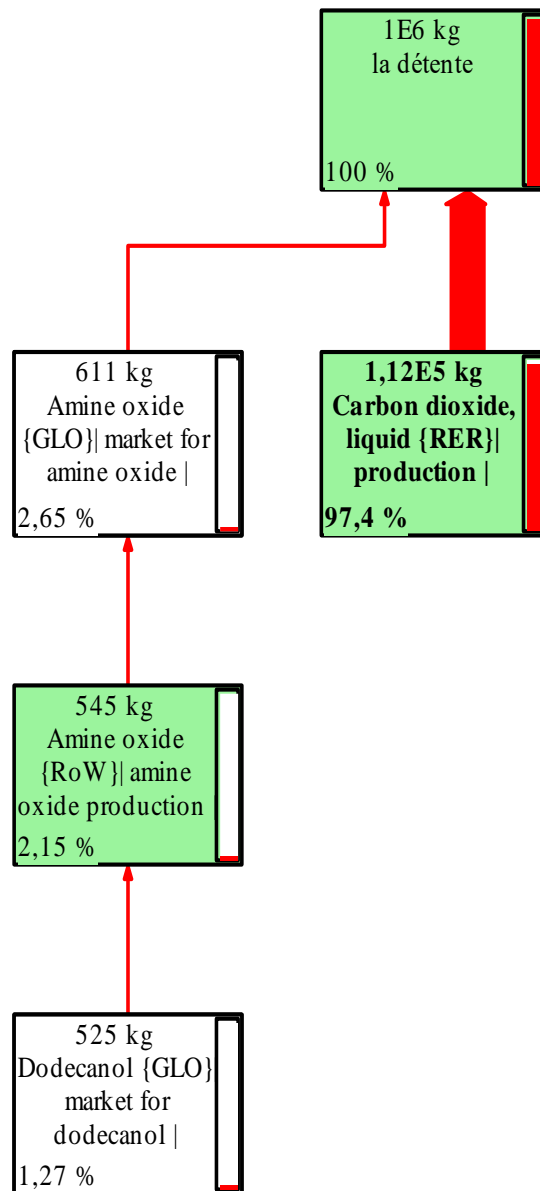 1E6 kg
la détente
100 %
611 kg
Amine oxide
{GLO}| market for
amine oxide |
2,65 %
1,12E5 kg
Carbon dioxide,
liquid {RER}|
production |
97,4 %
545 kg
Amine oxide
{RoW}| amine
oxide production |
2,15 %
525 kg
Dodecanol {GLO}
market for
dodecanol |
1,27 %